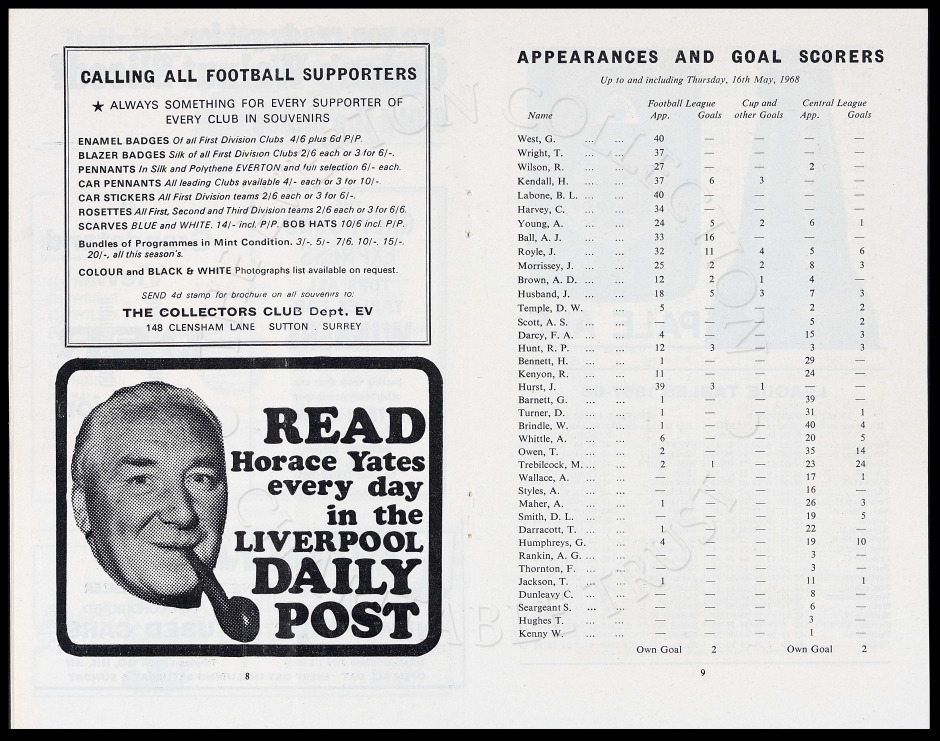 CALLING ALL FOOTBALL SUPPORTERS
★ ALWAYS SOMETHING FOR EVERY SUPPORTER OF
EVERY CLUB IN SOUVENIRS
ENAMEL BADGES Of all First Division Clubs 4/6 plus 6d P/P.
BLAZER BADGES Silk of all First Division Clubs 2/6 each or 3 for 6/-.
PENNANTS In Silk and Polythene EVERTON and full selection 6/- each.
CAR PENNANTS All leading Clubs available 4/- each or 3 for 10/-.
CAR STICKERS All First Division teams 2/6 each or 3 for 6/-.
ROSETTES All First, Second and Third Division teams 2/6 each or 3 for 6/6.
SCARVES BLUE and WHITE. 14/- incl. P/P. BOB HATS 10/6 incl. P/P.
Bundles of Programmes in Mint Condition. 3/-. 5/- 7/6, 10/-. 15/-.
20/-, all this season's.
COLOUR and BLACK & WHITE Photographs list available on request.
SEND 4d stamp for brochure on all souvenirs to:
THE COLLECTORS CLUB Dept. EV
148 CLENSHAM LANE SUTTON . SURREY
READ
Horace Yates
every day
in the
LIVERPOOL
DAILY
POST
8
APPEARANCES AND GOAL SCORERS
Up to and including Thursday, 16th May, 1968
Football League Cup and Central League
Name App. Goals other Goals App. Goals
West, G. ... ... 40 — — — —
Wright, T. ... ... 37 — — — —
Wilson, R. ... ... 27 — — 2 —
Kendall, H. ... ... 37 6 3 — —
Labone, B. L. ... ... 40 — — — —
Harvey, C. ... ... 34 — — — —
Young, A. ... ... 24 5 2 6 1
Ball, A. J. ... ... 33 16 — — —
Royle, J. ... ... 32 11 4 5 6
Morrissey, J. ... ... 25 2 2 8 3
Brown, A. D. ... ... 12 2 1 4 —
Husband, J. ... ... 18 5 3 7 3
Temple, D. W. ... 5 — — 2 2
Scott, A. S. ... ... — — — 5 2
Darcy, F. A. ... ... 4 — — 15 3
Hunt, R. P. ... ... 12 3 — 3 3
Bennett, H. ... ... 1 — — 29 —
Kenyon, R. ... ... 11 — — 24 —
Hurst, J. ... ... 39 3 1 — —
Barnett, G. ... ... — — — 39 —
Turner, D. ... ... 1 — — 31 1
Brindle, W. ... ... 1 — — 40 4
Whittle, A. ... ... 6 — — 20 5
Owen, T. ... ... 2 — — 35 14
Trebilcock, M. ... ... 2 1 — 23 24
Wallace, A. ... ... — — — 17 1
Styles, A. ... ... — — — 16 —
Maher, A. ... ... 1 — — 26 3
Smith, D. L. ... ... — — — 19 5
Darracott, T. ... ... 1 — — 22 —
Humphreys, G. ... 4 — — 19 10
Rankin, A. G. ... ... — — — 3 —
Thornton, F. ... ... — — — 3 —
Jackson, T. ... ... 1 — — 11 1
Dunleavy C. ... ... — — — 8 —
Seargeant S. ... ... — — — 6 —
Hughes T. ... ... — — — 3 —
Kenny W. ... ... — — — 1 —
Own Goal 2 Own Goal 2
9